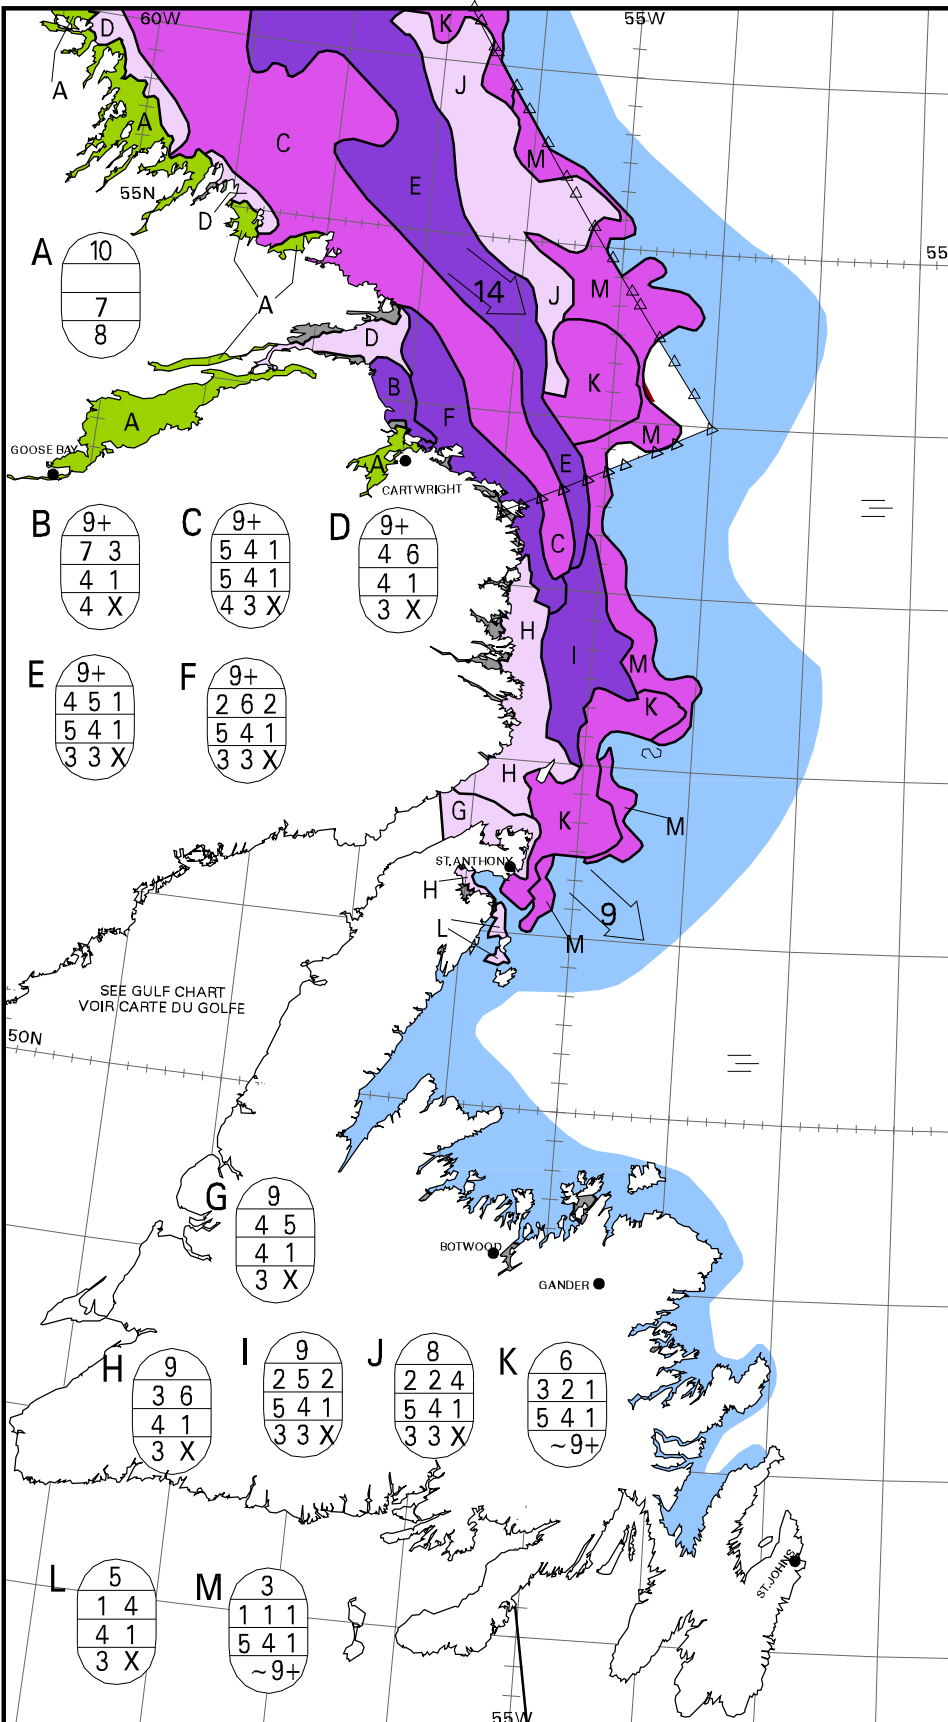 60W
55W
D
K
A
J
A
C
M
E
55N
D
55
A
10
7
8
14
J
M
A
D
K
B
F
A
M
GOOSE BAY
E
A
CARTWRIGHT
B
9+
7 3
4 1
4 X
C
9+
5 4 1
5 4 1
4 3 X
D
9+
4 6
4 1
3 X
C
H
I
M
E
9+
4 5 1
5 4 1
3 3 X
F
9+
2 6 2
5 4 1
3 3 X
K
H
G
K
M
ST.ANTHONY
H
9
L
M
SEE GULF CHART
VOIR CARTE DU GOLFE
50N
G
9
4 5
4 1
3 X
BOTWOOD
GANDER
H
9
3 6
4 1
3 X
I
9
2 5 2
5 4 1
3 3 X
J
8
2 2 4
5 4 1
3 3 X
K
6
3 2 1
5 4 1
~9+
L
5
1 4
4 1
3 X
M
3
1 1 1
5 4 1
~9+
ST.JOHNS
55W